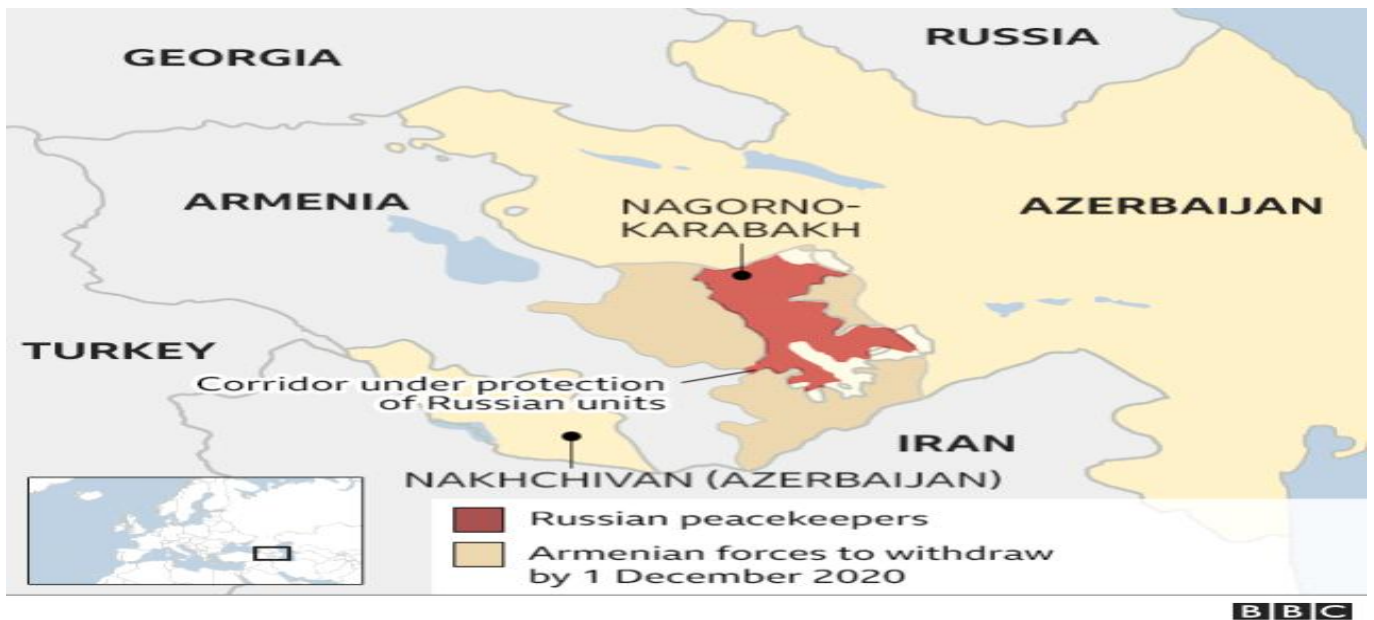 GEORGIA
RUSSIA
ARMENIA
NAGORNO-
KARABAKH
AZERBAIJAN
TURKEY
Corridor under protection
of Russian units
IRAN
NAKHCHIVAN (AZERBAIJAN)
Russian peacekeepers
Armenian forces to withdraw
by 1 December 2020
BBC